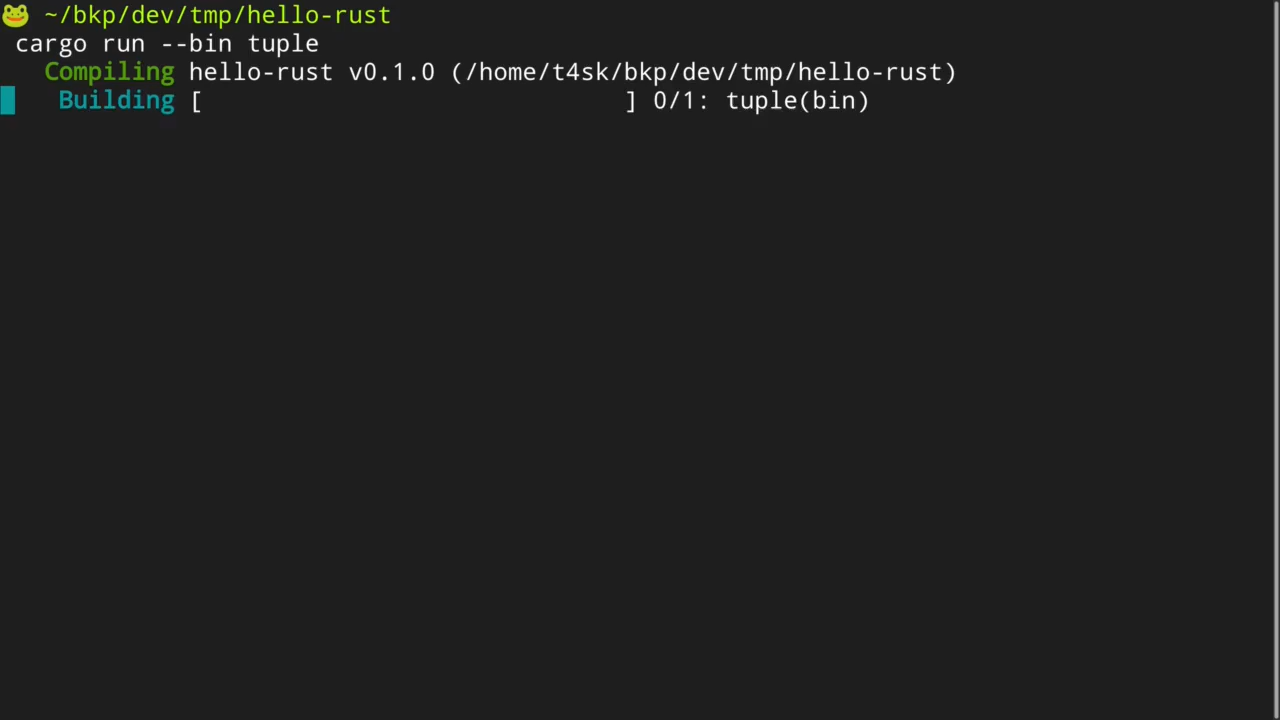 🐸 ~/bkp/dev/tmp/hello-rust
cargo run --bin tuple
Compiling hello-rust v0.1.0 (/home/t4sk/bkp/dev/tmp/hello-rust)
Building [                             ] 0/1: tuple(bin)